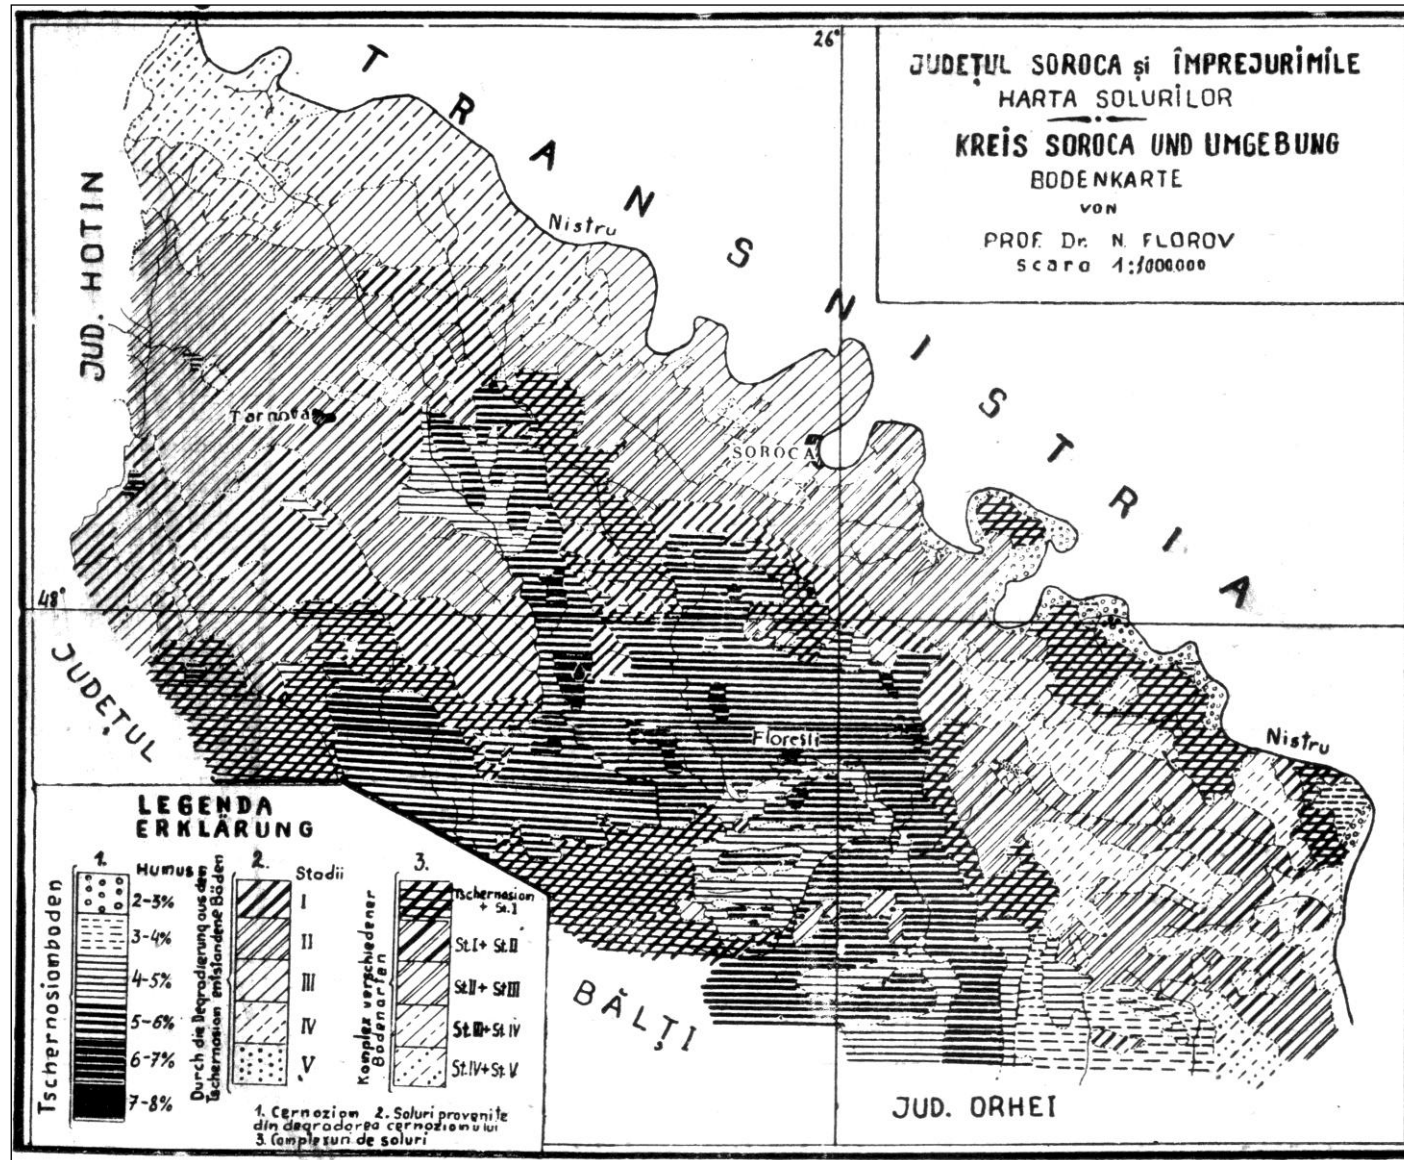 JUDEȚUL SOROCA și ÎMPREJURIMILE
HARTA SOLURILOR
KREIS SOROCA UND UMGEBUNG
BODENKARTE
VON
PROF. Dr. N. FLOROV
scara 1:1000000
26°
TRANSNISTRIA
Nistru
JUD. HOTIN
Tarnova
SOROCA
48°
JUDEȚUL
BĂLȚI
Florești
Nistru
JUD. ORHEI
LEGENDA
ERKLÄRUNG
1.
Humus
Tschernosiomboden
2-3%
3-4%
4-5%
5-6%
6-7%
7-8%
2.
Stadii
Durch die Degradierung aus den
Tschernosion entstandene Böden
I
II
III
IV
V
3.
Komplex verschiedener
Bodenarten
Tschernosion
+ St.I
St.I + St.II
St.II + St.III
St.III + St.IV
St.IV + St.V
1. Cernoziom 2. Soluri provenite
din degradarea cernoziomului
3. Complexuri de soluri